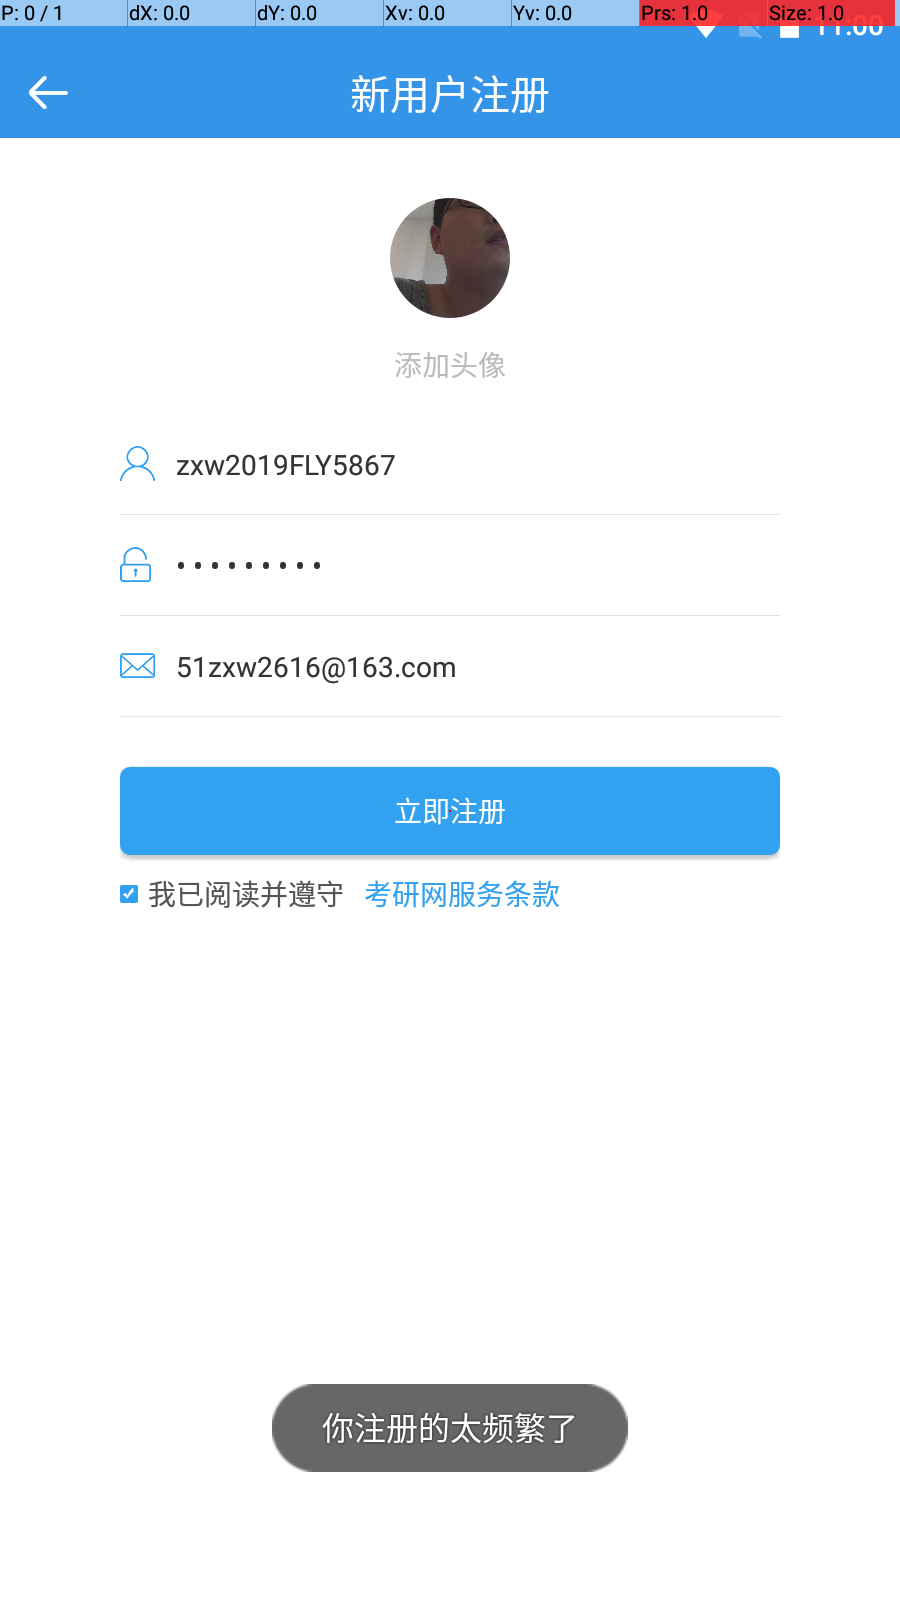 P: 0 / 1 dX: 0.0 dY: 0.0 Xv: 0.0 Yv: 0.0 Prs: 1.0 Size: 1.0
11:00
新用户注册
添加头像
zxw2019FLY5867
•••••••••
51zxw2616@163.com
立即注册
我已阅读并遵守 考研网服务条款
你注册的太频繁了